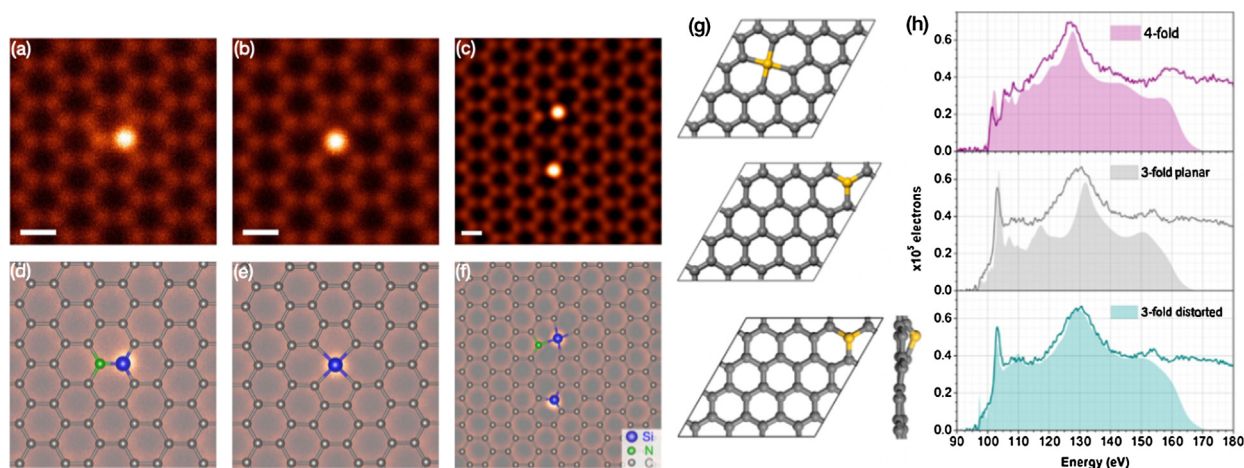 (a)
(b)
(c)
(d)
(e)
(f)
Si
N
C
(g)
(h)
4-fold
0.6
0.4
0.2
0.0
3-fold planar
0.6
0.4
0.2
0.0
x10⁵ electrons
3-fold distorted
0.6
0.4
0.2
0.0
90 100 110 120 130 140 150 160 170 180
Energy (eV)